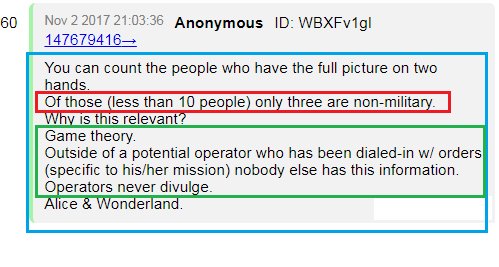 60 Nov 2 2017 21:03:36 Anonymous ID: WBXFv1gl
147679416→
You can count the people who have the full picture on two
hands.
Of those (less than 10 people) only three are non-military.
Why is this relevant?
Game theory.
Outside of a potential operator who has been dialed-in w/ orders
(specific to his/her mission) nobody else has this information.
Operators never divulge.
Alice & Wonderland.